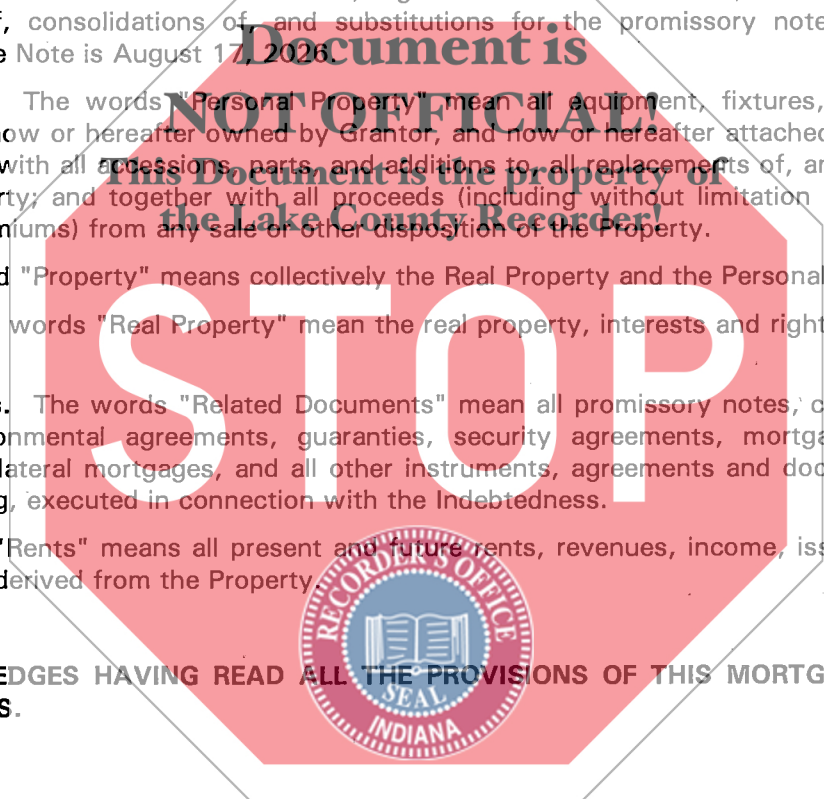 f, consolidations of, and substitutions for the promissory note
e Note is August 17, 2026.
Document is
The words "Personal Property" mean all equipment, fixtures,
NOT OFFICIAL!
now or hereafter owned by Grantor, and now or hereafter attached
with all accessions, parts, and additions to, all replacements of, an
This Document is the property of
rty; and together with all proceeds (including without limitation
the Lake County Recorder!
miums) from any sale or other disposition of the Property.
d "Property" means collectively the Real Property and the Personal
words "Real Property" mean the real property, interests and right
STOP
s. The words "Related Documents" mean all promissory notes, c
onmental agreements, guaranties, security agreements, mortga
lateral mortgages, and all other instruments, agreements and doc
g, executed in connection with the Indebtedness.
"Rents" means all present and future rents, revenues, income, iss
derived from the Property.
RECORDER'S OFFICE
SEAL
INDIANA
EDGES HAVING READ ALL THE PROVISIONS OF THIS MORTG
S.